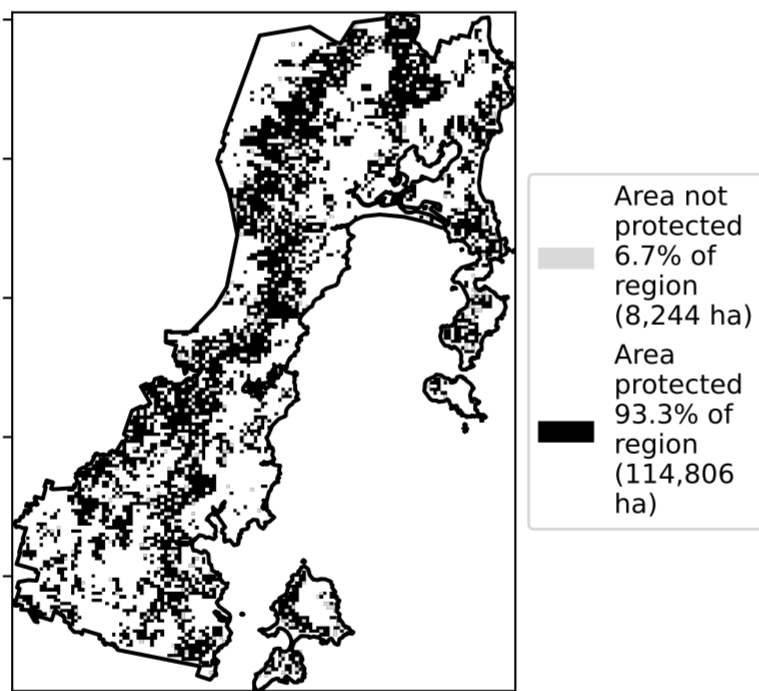 Area not
protected
6.7% of
region
(8,244 ha)
Area
protected
93.3% of
region
(114,806
ha)